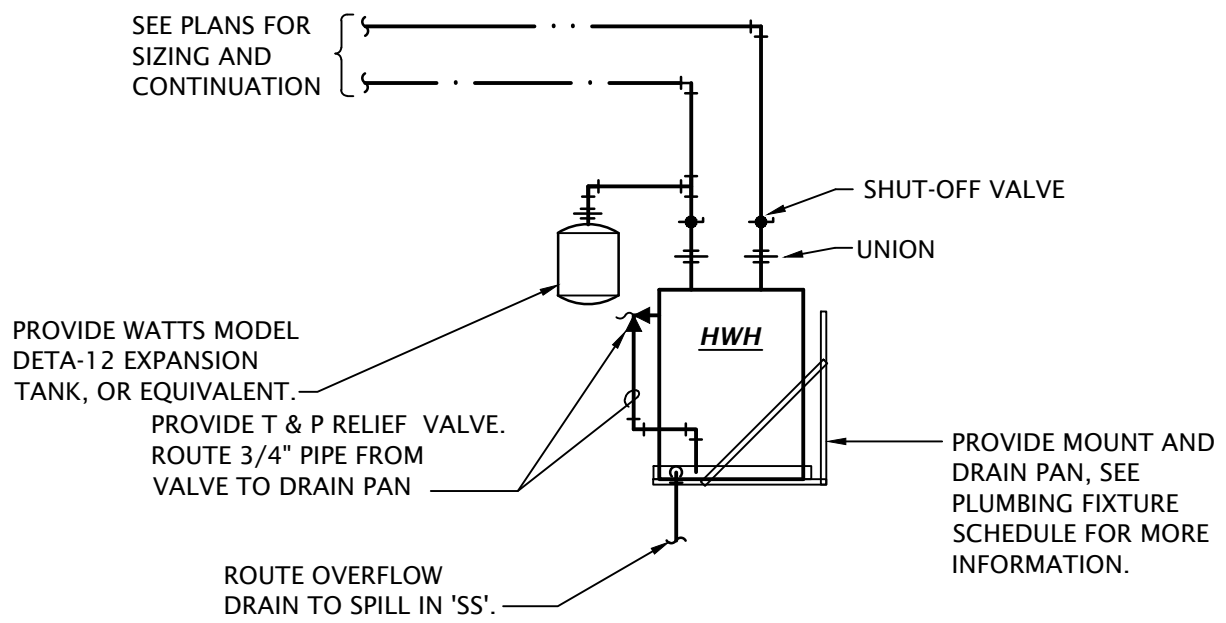 SEE PLANS FOR
SIZING AND
CONTINUATION
SHUT-OFF VALVE
UNION
HWH
PROVIDE WATTS MODEL
DETA-12 EXPANSION
TANK, OR EQUIVALENT.
PROVIDE T & P RELIEF VALVE.
ROUTE 3/4" PIPE FROM
VALVE TO DRAIN PAN
PROVIDE MOUNT AND
DRAIN PAN, SEE
PLUMBING FIXTURE
SCHEDULE FOR MORE
INFORMATION.
ROUTE OVERFLOW
DRAIN TO SPILL IN 'SS'.